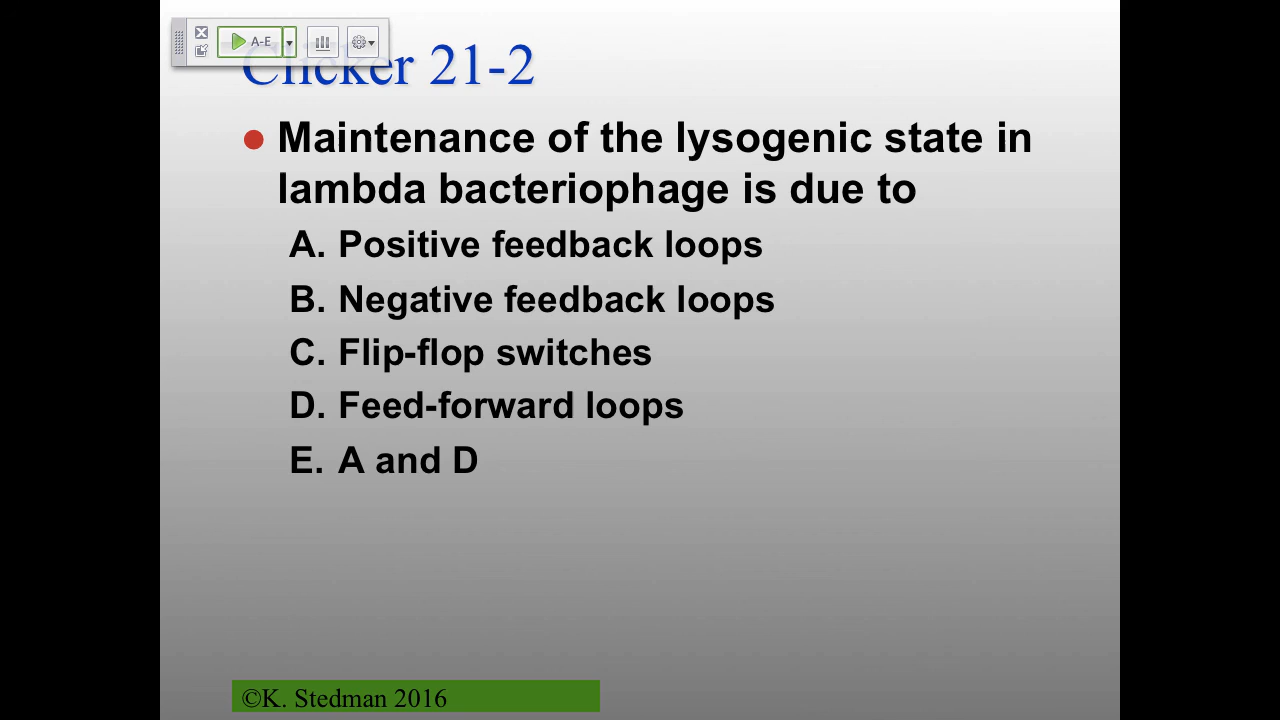 A-E
Clicker 21-2
Maintenance of the lysogenic state in
lambda bacteriophage is due to
A. Positive feedback loops
B. Negative feedback loops
C. Flip-flop switches
D. Feed-forward loops
E. A and D
©K. Stedman 2016